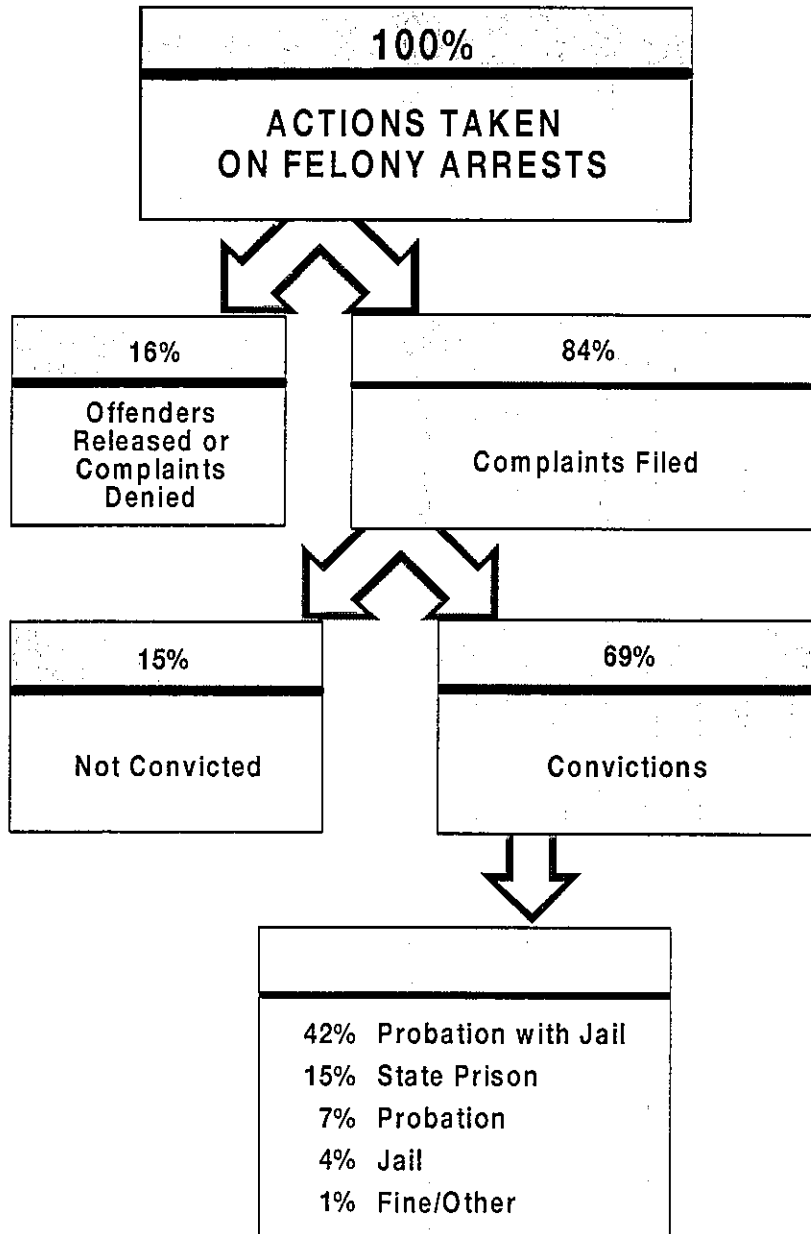 100%
ACTIONS TAKEN
ON FELONY ARRESTS
16%
Offenders
Released or
Complaints
Denied
84%
Complaints Filed
15%
Not Convicted
69%
Convictions
42% Probation with Jail
15% State Prison
7% Probation
4% Jail
1% Fine/Other